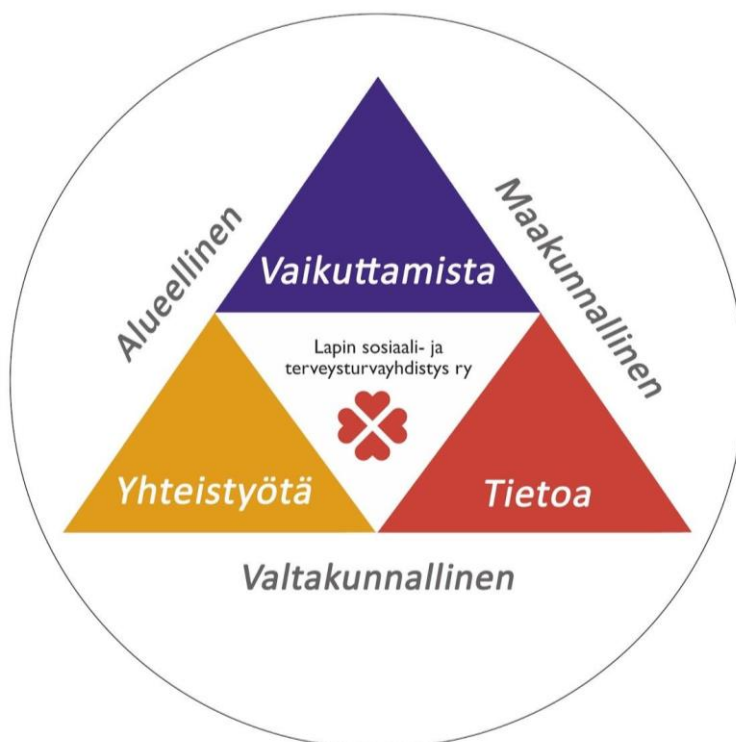 Alueellinen
Maakunnallinen
Vaikuttamista
Lapin sosiaali- ja
terveysturvayhdistys ry
Yhteistyötä
Tietoa
Valtakunnallinen